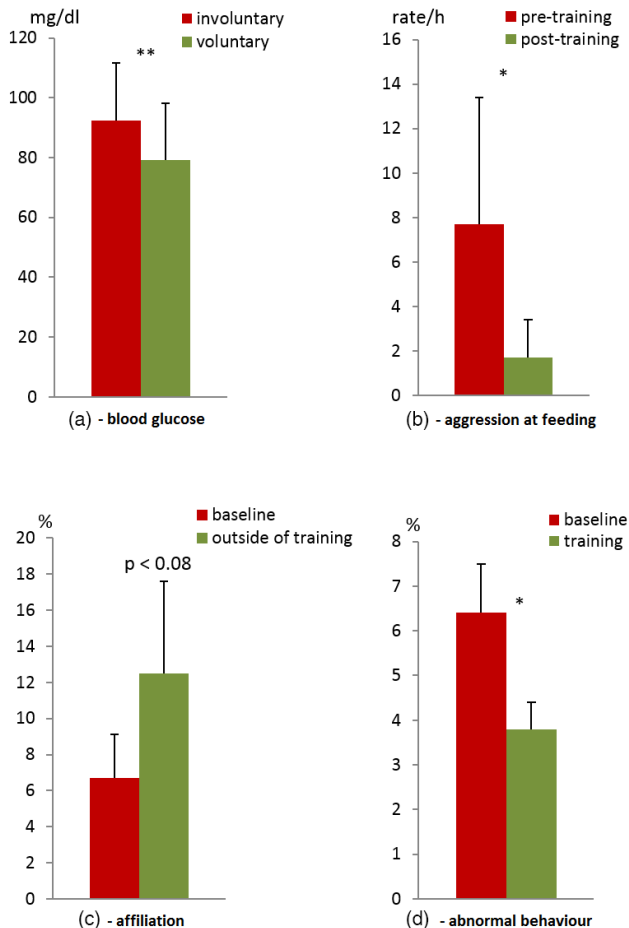 mg/dl
involuntary
voluntary
**
120
100
80
60
40
20
0
(a) - blood glucose
rate/h
pre-training
post-training
*
16
14
12
10
8
6
4
2
0
(b) - aggression at feeding
%
baseline
outside of training
p < 0.08
20
18
16
14
12
10
8
6
4
2
0
(c) - affiliation
%
baseline
training
*
8
7
6
5
4
3
2
1
0
(d) - abnormal behaviour